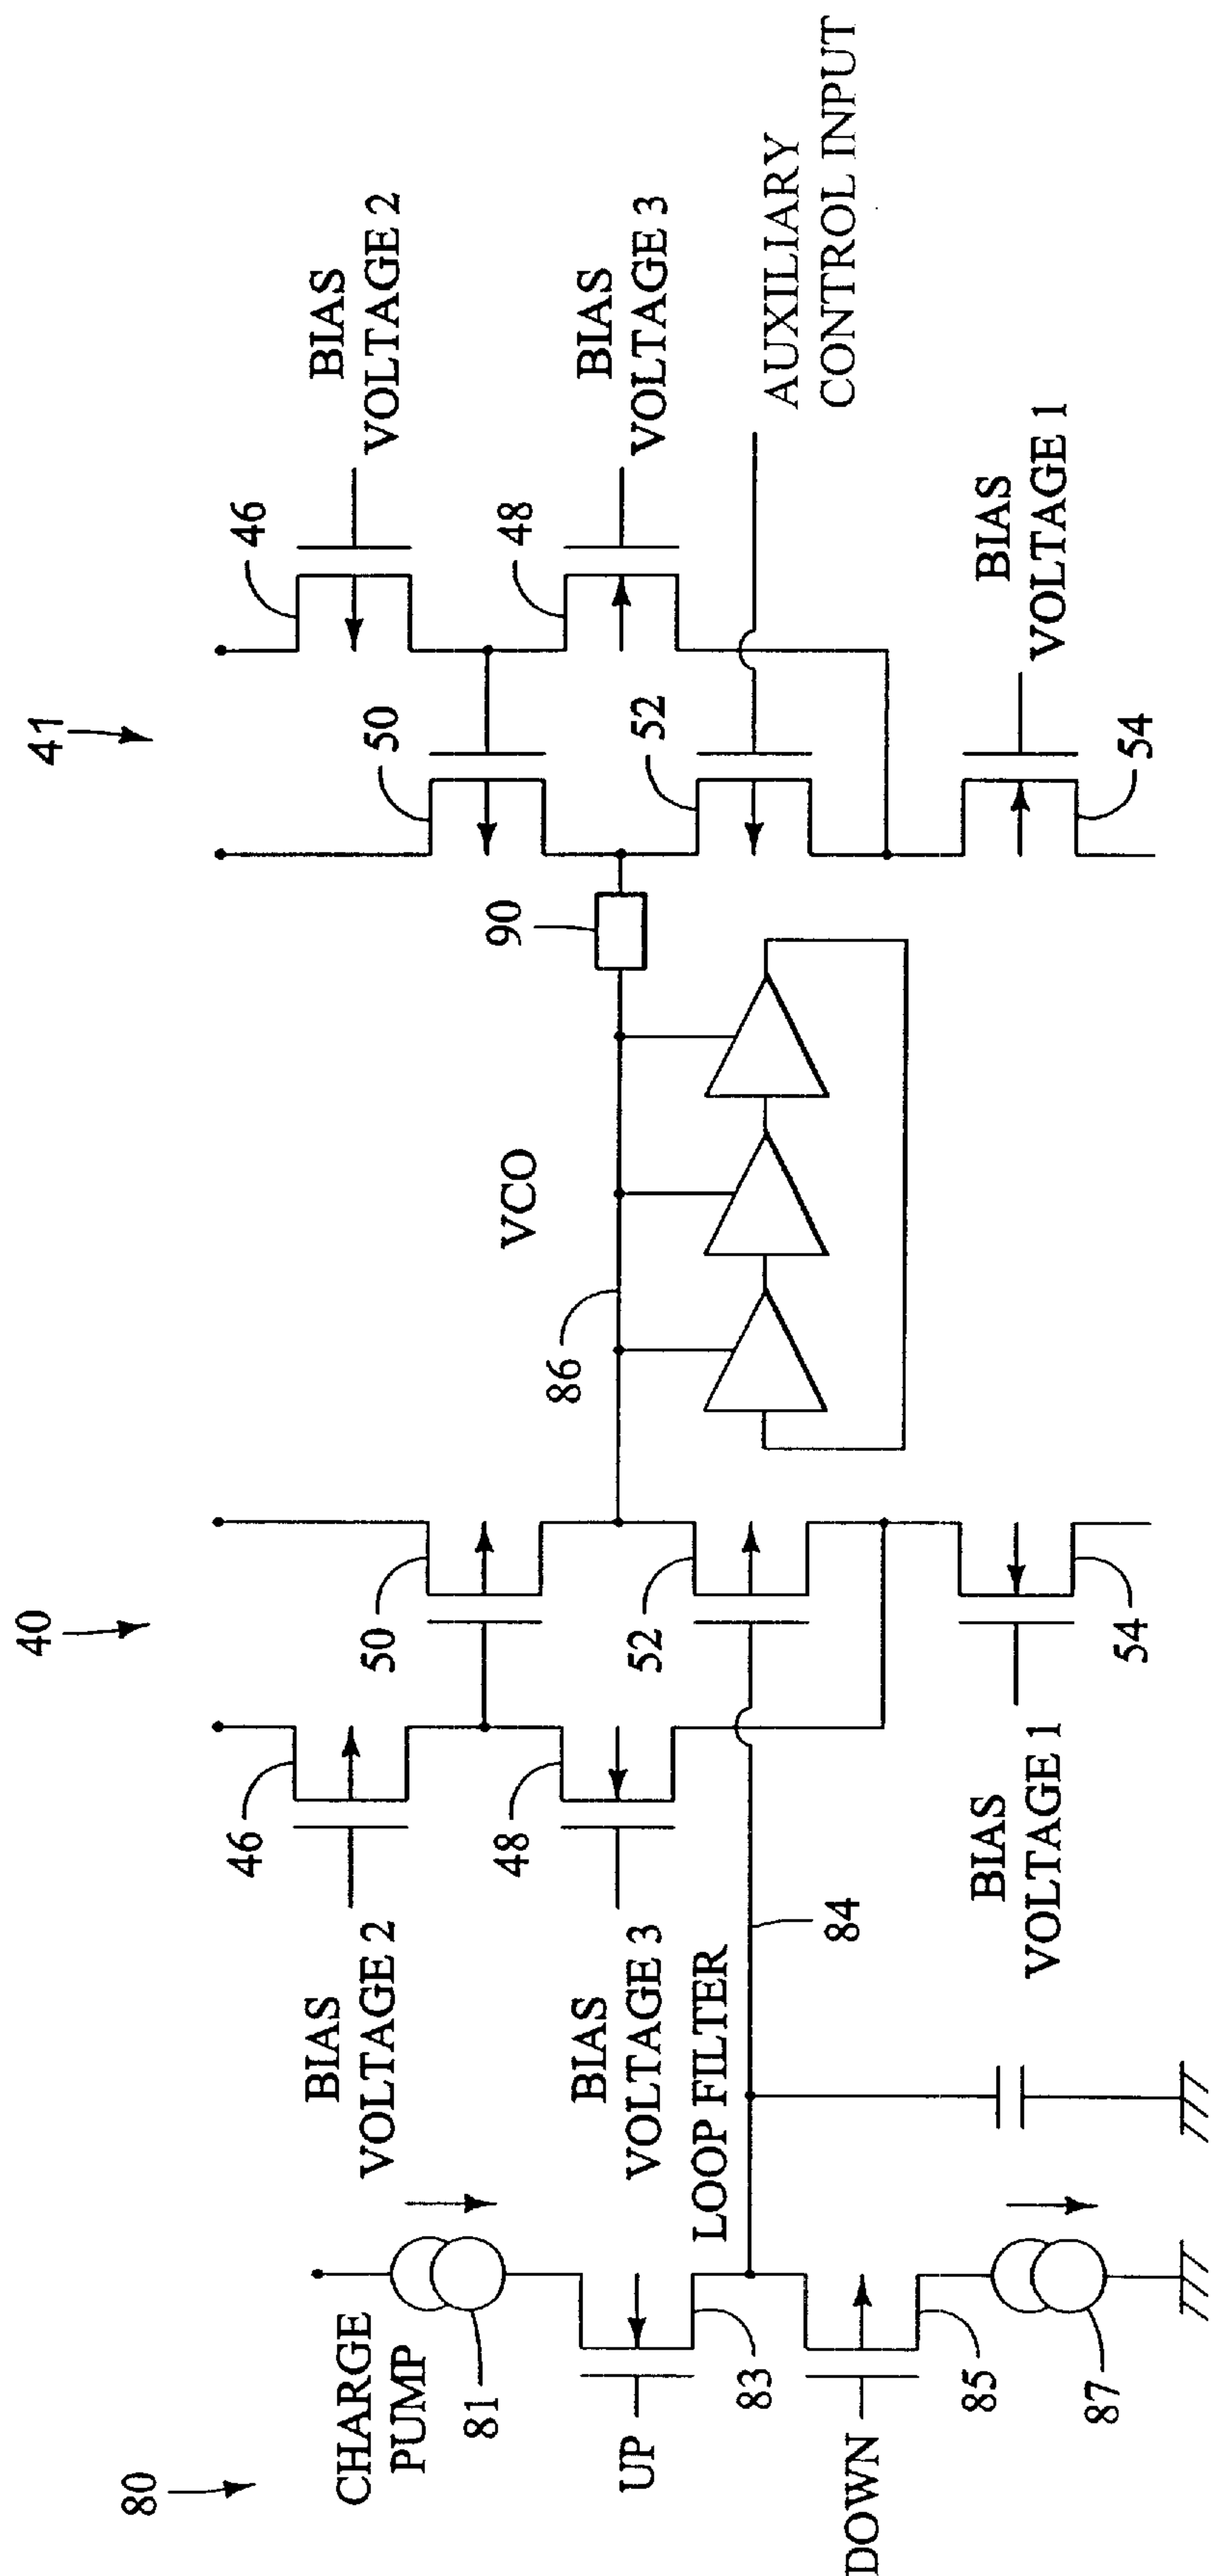 80
CHARGE
PUMP
81
UP
83
DOWN
85
87
LOOP FILTER
84
40
BIAS
VOLTAGE 2
46
BIAS
VOLTAGE 3
48
50
52
BIAS
VOLTAGE 1
54
86
VCO
90
41
50
52
54
46
BIAS
VOLTAGE 2
48
BIAS
VOLTAGE 3
AUXILIARY
CONTROL INPUT
BIAS
VOLTAGE 1